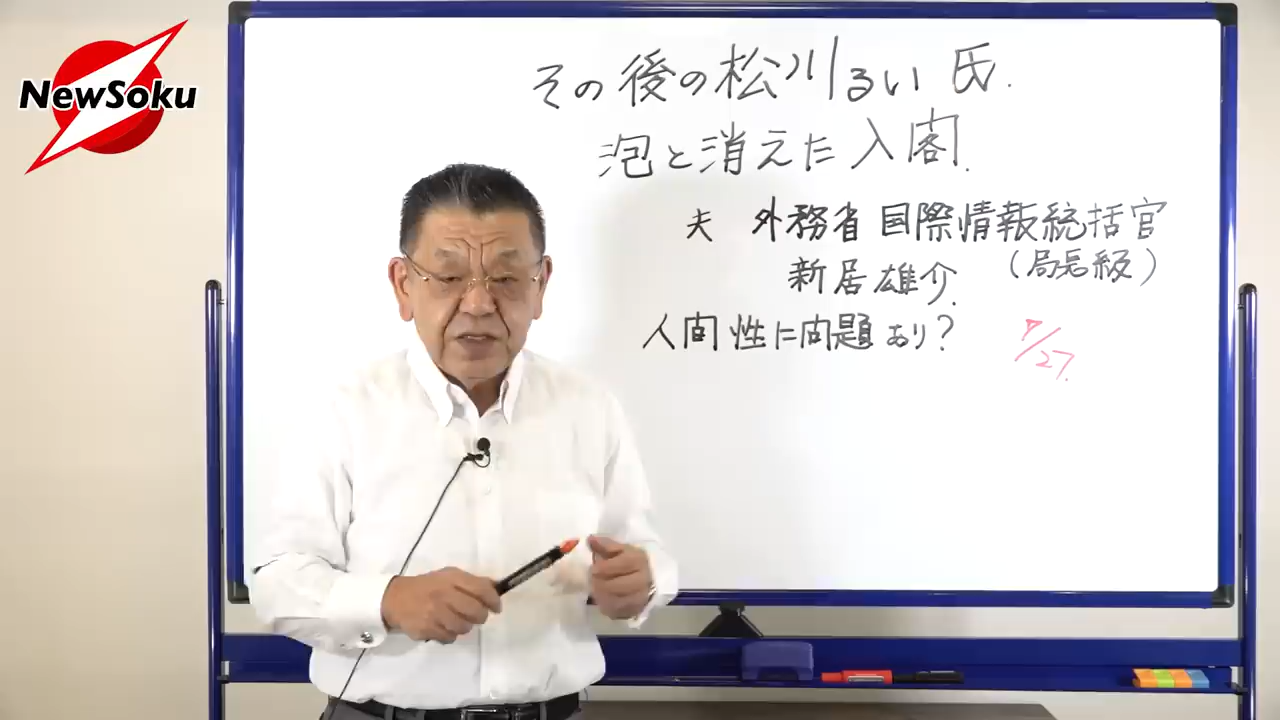 NewSoku
その後の松川るい氏.
泡と消えた入閣.
夫 外務省 国際情報統括官
新居雄介. (局長級)
人間性に問題あり?
7/27.